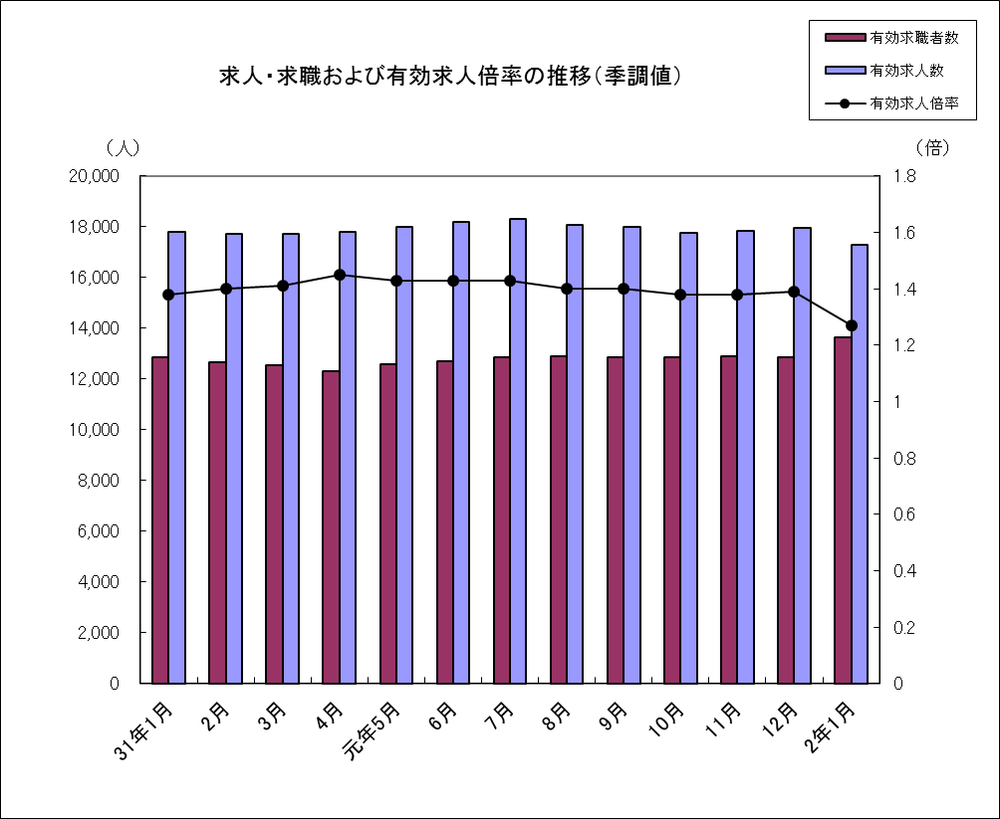 求人・求職および有効求人倍率の推移（季調値）
有効求職者数
有効求人数
有効求人倍率
（人）
（倍）
20,000
18,000
16,000
14,000
12,000
10,000
8,000
6,000
4,000
2,000
0
1.8
1.6
1.4
1.2
1
0.8
0.6
0.4
0.2
0
31年1月
2月
3月
4月
元年5月
6月
7月
8月
9月
10月
11月
12月
2年1月